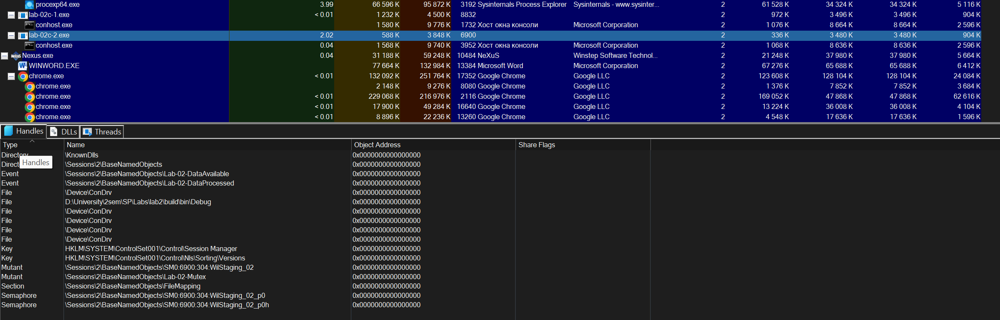 procexp64.exe 3.99 66 596 K 95 872 K 3192 Sysinternals Process Explorer Sysinternals - www.sysinter... 2 61 528 K 34 324 K 34 324 K 5 116 K
lab-02c-1.exe < 0.01 1 232 K 4 500 K 8832 2 972 K 3 496 K 3 496 K 904 K
conhost.exe 1 580 K 9 776 K 1732 Хост окна консоли Microsoft Corporation 2 1 076 K 8 664 K 8 664 K 2 596 K
lab-02c-2.exe 2.02 588 K 3 848 K 6900 2 336 K 3 480 K 3 480 K 904 K
conhost.exe 0.04 1 568 K 9 740 K 3952 Хост окна консоли Microsoft Corporation 2 1 068 K 8 636 K 8 636 K 2 596 K
Nexus.exe 0.04 31 188 K 59 248 K 10484 NeXuS Winstep Software Technol... 2 21 248 K 37 980 K 37 980 K 5 664 K
WINWORD.EXE 77 664 K 132 984 K 13384 Microsoft Word Microsoft Corporation 2 67 276 K 65 688 K 65 688 K 6 412 K
chrome.exe < 0.01 132 092 K 251 764 K 17352 Google Chrome Google LLC 2 123 608 K 128 104 K 128 104 K 24 084 K
chrome.exe 2 148 K 9 276 K 8080 Google Chrome Google LLC 2 1 376 K 7 852 K 7 852 K 3 684 K
chrome.exe < 0.01 229 068 K 216 976 K 2116 Google Chrome Google LLC 2 169 052 K 47 868 K 47 868 K 62 616 K
chrome.exe < 0.01 17 900 K 49 284 K 16640 Google Chrome Google LLC 2 13 224 K 36 008 K 36 008 K 4 104 K
chrome.exe < 0.01 8 896 K 22 236 K 13260 Google Chrome Google LLC 2 4 548 K 17 636 K 17 636 K 1 596 K
Handles DLLs Threads
Type Name Object Address Share Flags
Directory \KnownDlls 0x0000000000000000
Handles
\Sessions\2\BaseNamedObjects 0x0000000000000000
Event \Sessions\2\BaseNamedObjects\Lab-02-DataAvailable 0x0000000000000000
Event \Sessions\2\BaseNamedObjects\Lab-02-DataProcessed 0x0000000000000000
File \Device\ConDrv 0x0000000000000000
File D:\University\2sem\SP\Labs\lab2\build\bin\Debug 0x0000000000000000
File \Device\ConDrv 0x0000000000000000
File \Device\ConDrv 0x0000000000000000
File \Device\ConDrv 0x0000000000000000
File \Device\ConDrv 0x0000000000000000
Key HKLM\SYSTEM\ControlSet001\Control\Session Manager 0x0000000000000000
Key HKLM\SYSTEM\ControlSet001\Control\Nls\Sorting\Versions 0x0000000000000000
Mutant \Sessions\2\BaseNamedObjects\SM0:6900:304:WilStaging_02 0x0000000000000000
Mutant \Sessions\2\BaseNamedObjects\Lab-02-Mutex 0x0000000000000000
Section \Sessions\2\BaseNamedObjects\FileMapping 0x0000000000000000
Semaphore \Sessions\2\BaseNamedObjects\SM0:6900:304:WilStaging_02_p0 0x0000000000000000
Semaphore \Sessions\2\BaseNamedObjects\SM0:6900:304:WilStaging_02_p0h 0x0000000000000000